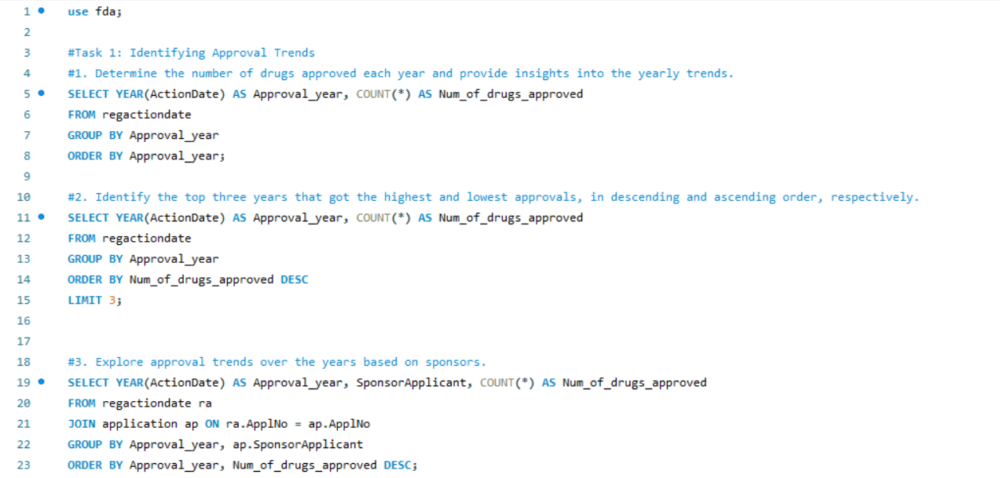 1 use fda;
2
3 #Task 1: Identifying Approval Trends
4 #1. Determine the number of drugs approved each year and provide insights into the yearly trends.
5 SELECT YEAR(ActionDate) AS Approval_year, COUNT(*) AS Num_of_drugs_approved
6 FROM regactiondate
7 GROUP BY Approval_year
8 ORDER BY Approval_year;
9
10 #2. Identify the top three years that got the highest and lowest approvals, in descending and ascending order, respectively.
11 SELECT YEAR(ActionDate) AS Approval_year, COUNT(*) AS Num_of_drugs_approved
12 FROM regactiondate
13 GROUP BY Approval_year
14 ORDER BY Num_of_drugs_approved DESC
15 LIMIT 3;
16
17
18 #3. Explore approval trends over the years based on sponsors.
19 SELECT YEAR(ActionDate) AS Approval_year, SponsorApplicant, COUNT(*) AS Num_of_drugs_approved
20 FROM regactiondate ra
21 JOIN application ap ON ra.ApplNo = ap.ApplNo
22 GROUP BY Approval_year, ap.SponsorApplicant
23 ORDER BY Approval_year, Num_of_drugs_approved DESC;